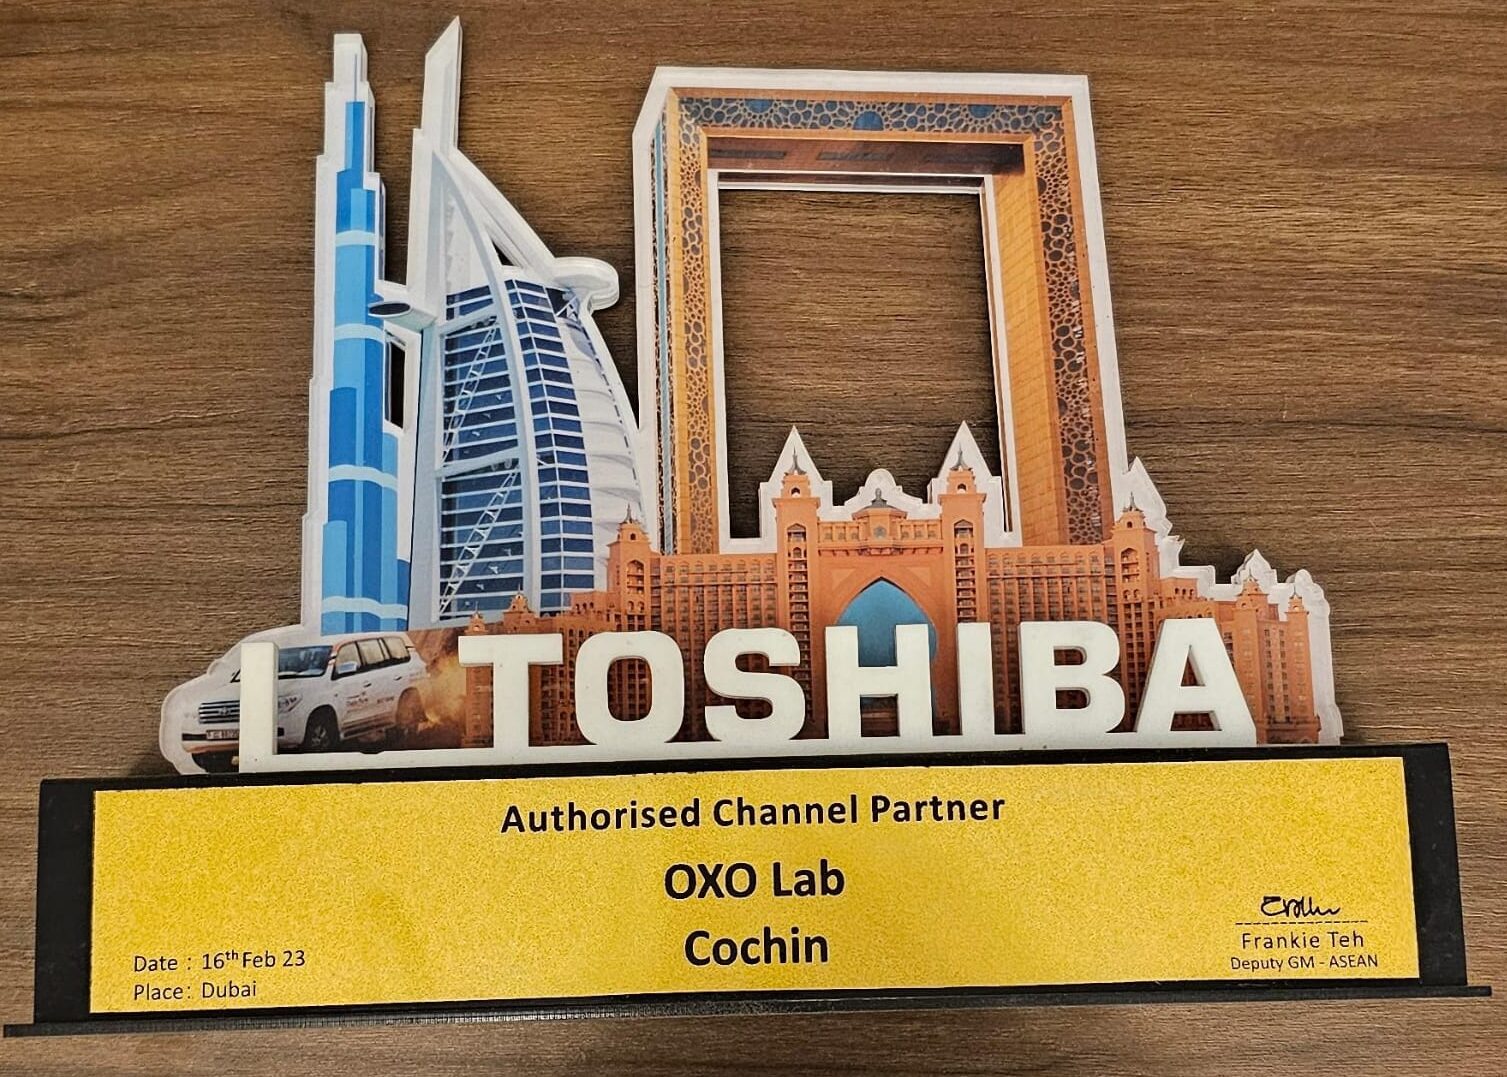 TOSHIBA
Authorised Channel Partner
OXO Lab
Cochin
Date : 16th Feb 23
Place: Dubai
Frankie Teh
Deputy GM - ASEAN